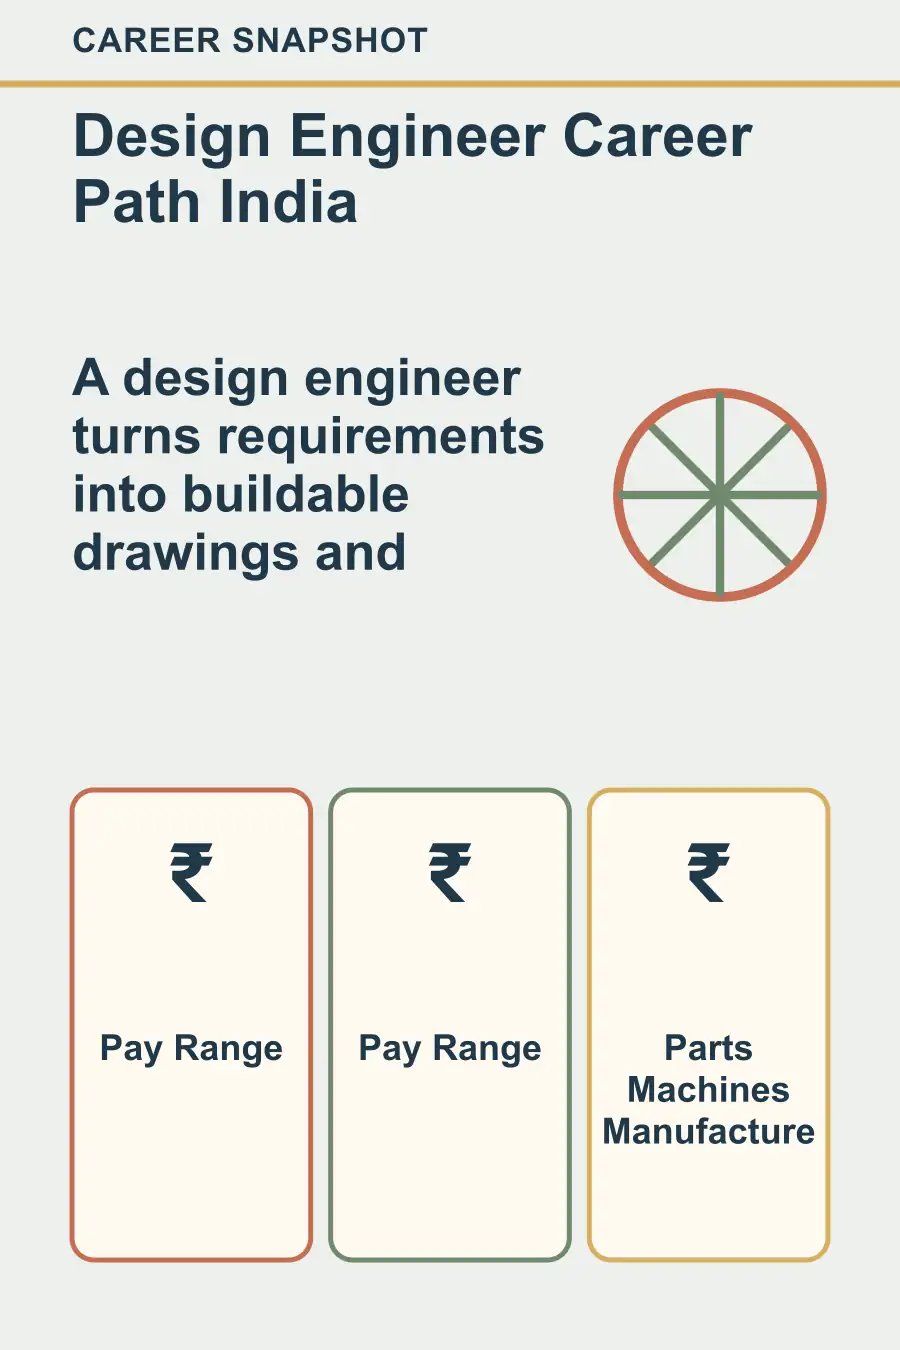 CAREER SNAPSHOT
Design Engineer Career
Path India
A design engineer
turns requirements
into buildable
drawings and
₹
₹
₹
Pay Range
Pay Range
Parts
Machines
Manufacture